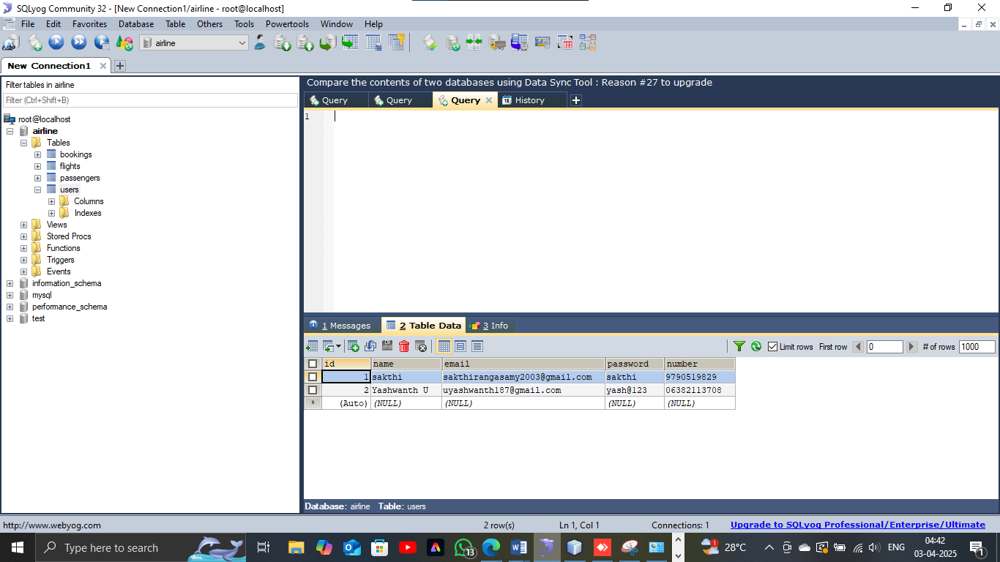 SQLyog Community 32 - [New Connection1/airline - root@localhost]
File Edit Favorites Database Table Others Tools Powertools Window Help
airline
New Connection1
Filter tables in airline
Filter (Ctrl+Shift+B)
root@localhost
airline
Tables
bookings
flights
passengers
users
Columns
Indexes
Views
Stored Procs
Functions
Triggers
Events
information_schema
mysql
performance_schema
test
Compare the contents of two databases using Data Sync Tool : Reason #27 to upgrade
Query Query Query History
1
1 Messages 2 Table Data 3 Info
Limit rows First row 0 # of rows 1000
id name email password number
1 sakthi sakthirangasamy2003@gmail.com sakthi 9790519829
2 Yashwanth U uyashwanth187@gmail.com yash@123 06382113708
* (Auto) (NULL) (NULL) (NULL) (NULL)
Database: airline Table: users
http://www.webyog.com 2 row(s) Ln 1, Col 1 Connections: 1 Upgrade to SQLyog Professional/Enterprise/Ultimate
Type here to search 13 1 28°C ENG 04:42 1
03-04-2025